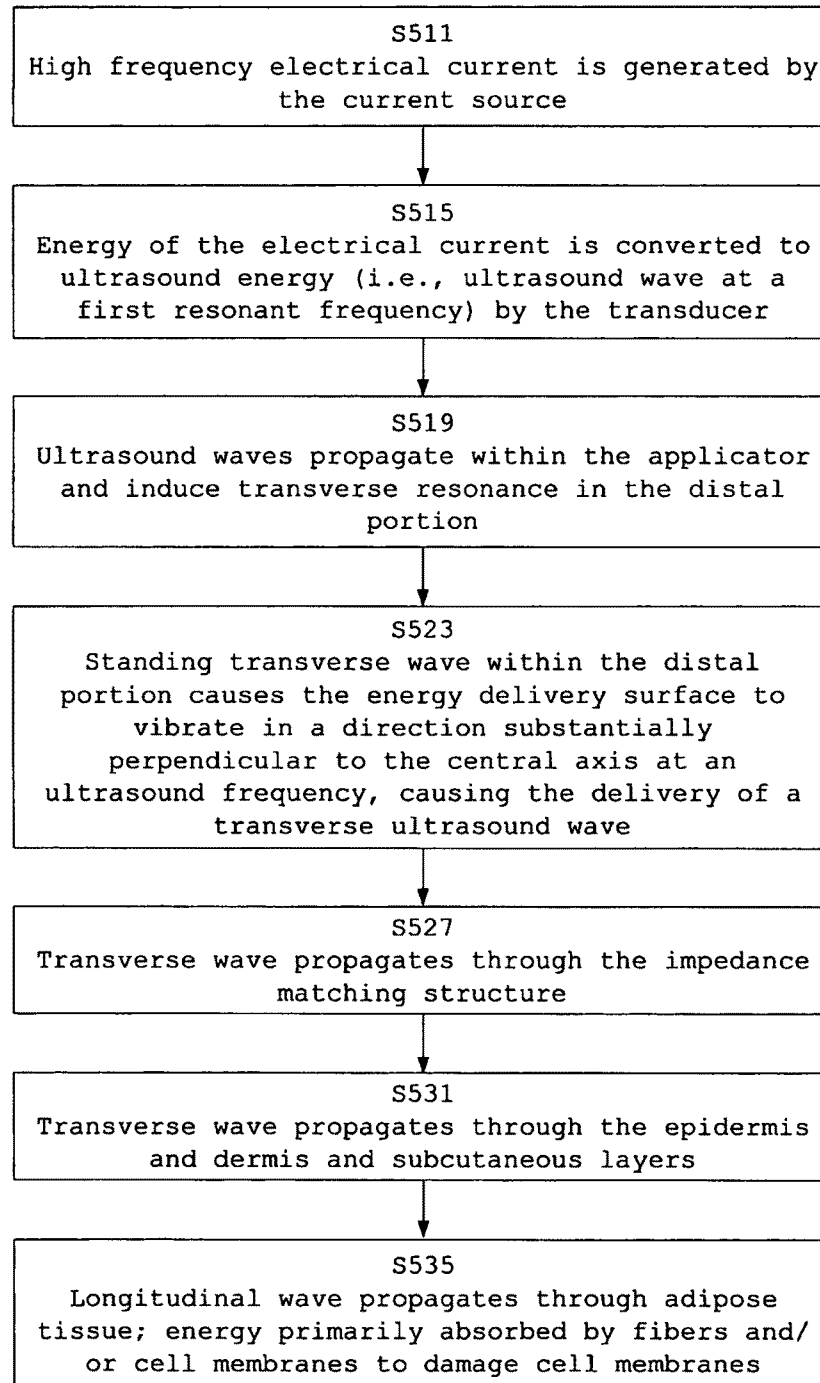 S511
High frequency electrical current is generated by
the current source
S515
Energy of the electrical current is converted to
ultrasound energy (i.e., ultrasound wave at a
first resonant frequency) by the transducer
S519
Ultrasound waves propagate within the applicator
and induce transverse resonance in the distal
portion
S523
Standing transverse wave within the distal
portion causes the energy delivery surface to
vibrate in a direction substantially
perpendicular to the central axis at an
ultrasound frequency, causing the delivery of a
transverse ultrasound wave
S527
Transverse wave propagates through the impedance
matching structure
S531
Transverse wave propagates through the epidermis
and dermis and subcutaneous layers
S535
Longitudinal wave propagates through adipose
tissue; energy primarily absorbed by fibers and/
or cell membranes to damage cell membranes